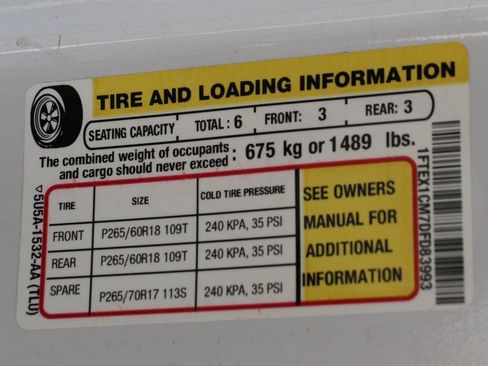 TIRE AND LOADING INFORMATION
SEATING CAPACITY TOTAL: 6 FRONT: 3 REAR: 3
The combined weight of occupants and cargo should never exceed: 675 kg or 1489 lbs.
TIRE SIZE COLD TIRE PRESSURE
FRONT P265/60R18 109T 240 KPA, 35 PSI
REAR P265/60R18 109T 240 KPA, 35 PSI
SPARE P265/70R17 113S 240 KPA, 35 PSI
SEE OWNERS
MANUAL FOR
ADDITIONAL
INFORMATION
▽5U5A-1532-AA (TLU)
1FTEX1CM7DFD83993